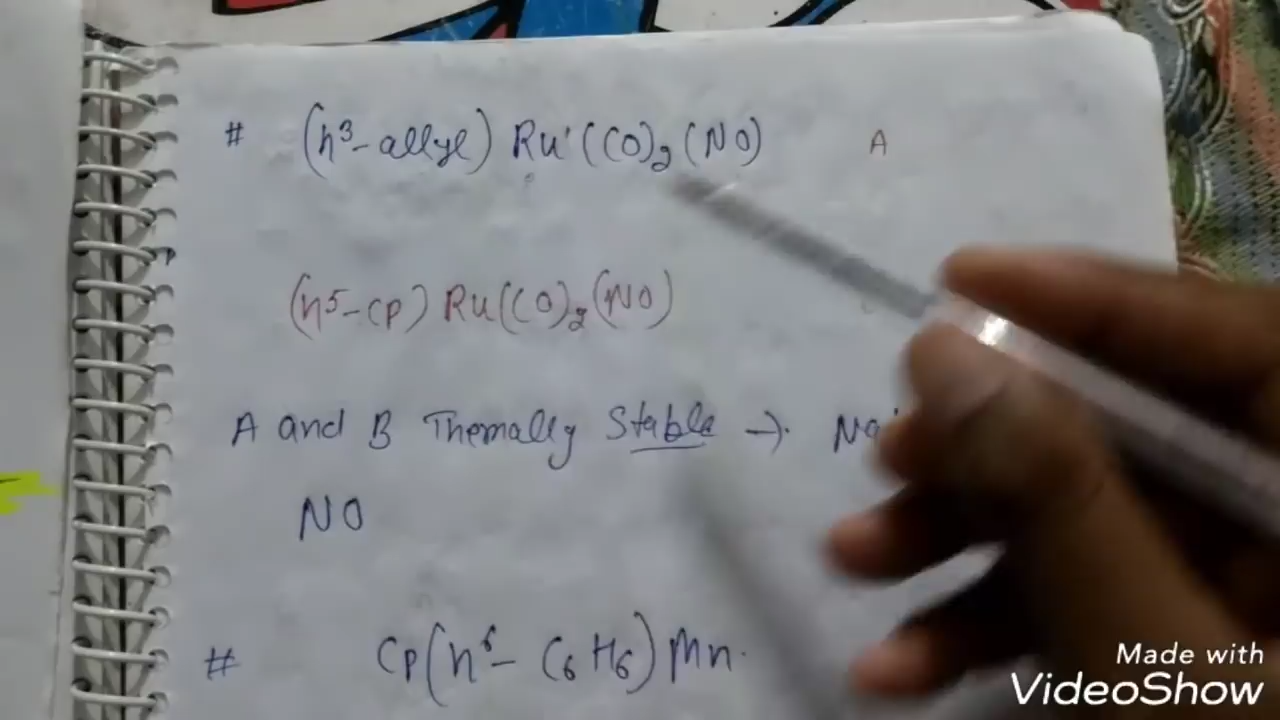 # (η³-allyl) Ru(CO)₂(NO) A
(η⁵-Cp) Ru(CO)₂(NO)
A and B Themally Stable →
NO
# Cp(η⁶- C₆H₆)Mn.
Made with
VideoShow